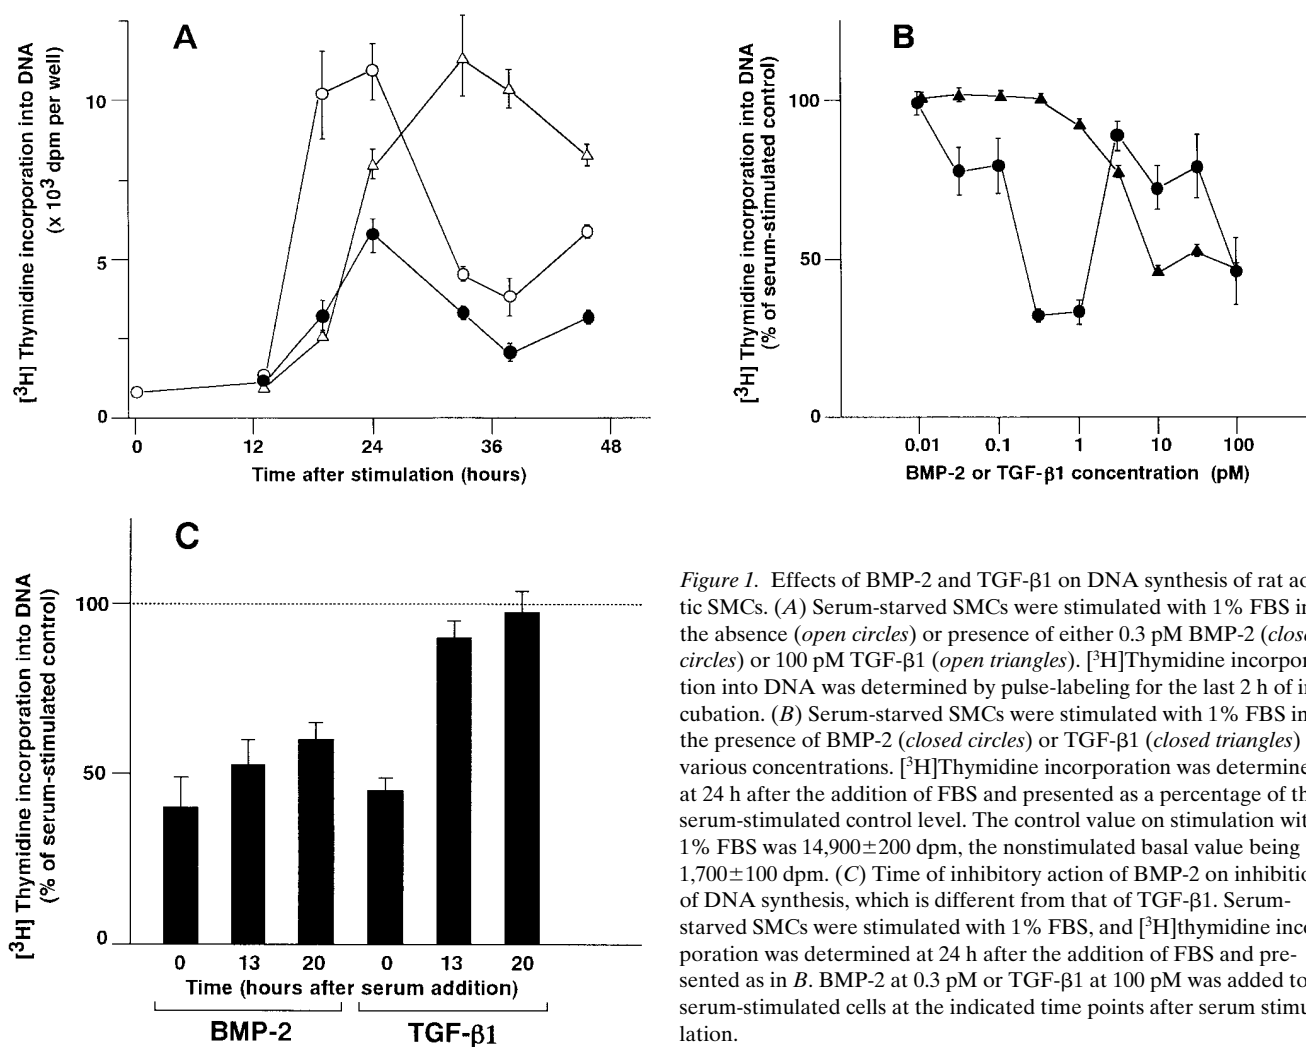 A
[3H] Thymidine incorporation into DNA
(x 103 dpm per well)
10
5
0
0 12 24 36 48
Time after stimulation (hours)
B
[3H] Thymidine incorporation into DNA
(% of serum-stimulated control)
100
50
0
0.01 0.1 1 10 100
BMP-2 or TGF-β1 concentration (pM)
C
[3H] Thymidine incorporation into DNA
(% of serum-stimulated control)
100
50
0
0 13 20 0 13 20
Time (hours after serum addition)
BMP-2 TGF-β1
Figure 1. Effects of BMP-2 and TGF-β1 on DNA synthesis of rat aor-
tic SMCs. (A) Serum-starved SMCs were stimulated with 1% FBS in
the absence (open circles) or presence of either 0.3 pM BMP-2 (close
circles) or 100 pM TGF-β1 (open triangles). [3H]Thymidine incorpor
tion into DNA was determined by pulse-labeling for the last 2 h of in
cubation. (B) Serum-starved SMCs were stimulated with 1% FBS in
the presence of BMP-2 (closed circles) or TGF-β1 (closed triangles)
various concentrations. [3H]Thymidine incorporation was determine
at 24 h after the addition of FBS and presented as a percentage of th
serum-stimulated control level. The control value on stimulation wit
1% FBS was 14,900±200 dpm, the nonstimulated basal value being
1,700±100 dpm. (C) Time of inhibitory action of BMP-2 on inhibitio
of DNA synthesis, which is different from that of TGF-β1. Serum-
starved SMCs were stimulated with 1% FBS, and [3H]thymidine inco
poration was determined at 24 h after the addition of FBS and pre-
sented as in B. BMP-2 at 0.3 pM or TGF-β1 at 100 pM was added to
serum-stimulated cells at the indicated time points after serum stimu
lation.